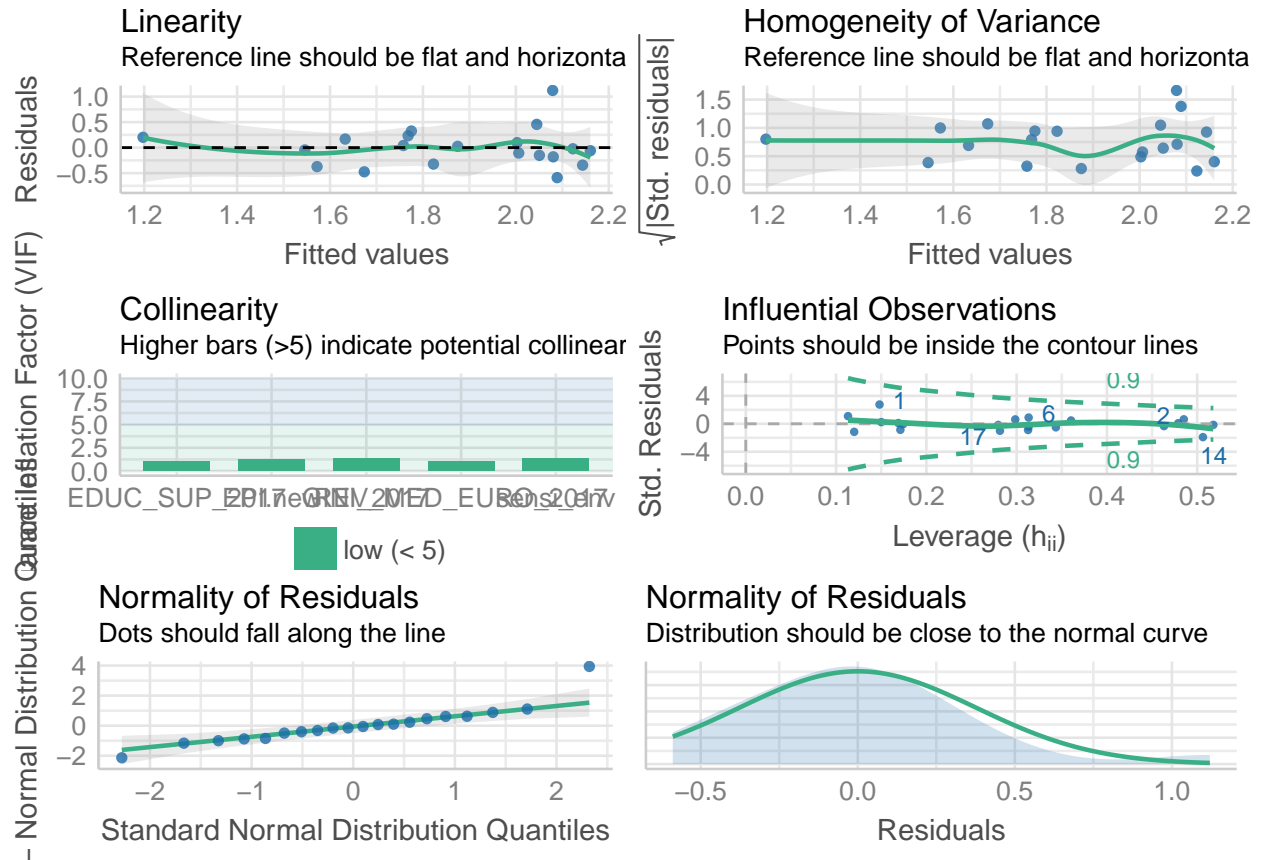 Linearity
Reference line should be flat and horizonta
Residuals
1.0
0.5
0.0
−0.5
1.2 1.4 1.6 1.8 2.0 2.2
Fitted values
Homogeneity of Variance
Reference line should be flat and horizonta
√|Std. residuals|
1.5
1.0
0.5
0.0
1.2 1.4 1.6 1.8 2.0 2.2
Fitted values
Collinearity
Higher bars (>5) indicate potential collinear
Factor (VIF)
10.0
7.5
5.0
2.5
0.0
EDUC_SUP_ MED_EURO_2017
low (< 5)
Influential Observations
Points should be inside the contour lines
Std. Residuals
4
0
−4
0.9
1
6
2
17
14
0.9
0.0 0.1 0.2 0.3 0.4 0.5
Leverage (hii)
Normality of Residuals
Dots should fall along the line
− Normal Distribution
4
2
0
−2
−2 −1 0 1 2
Standard Normal Distribution Quantiles
Normality of Residuals
Distribution should be close to the normal curve
−0.5 0.0 0.5 1.0
Residuals